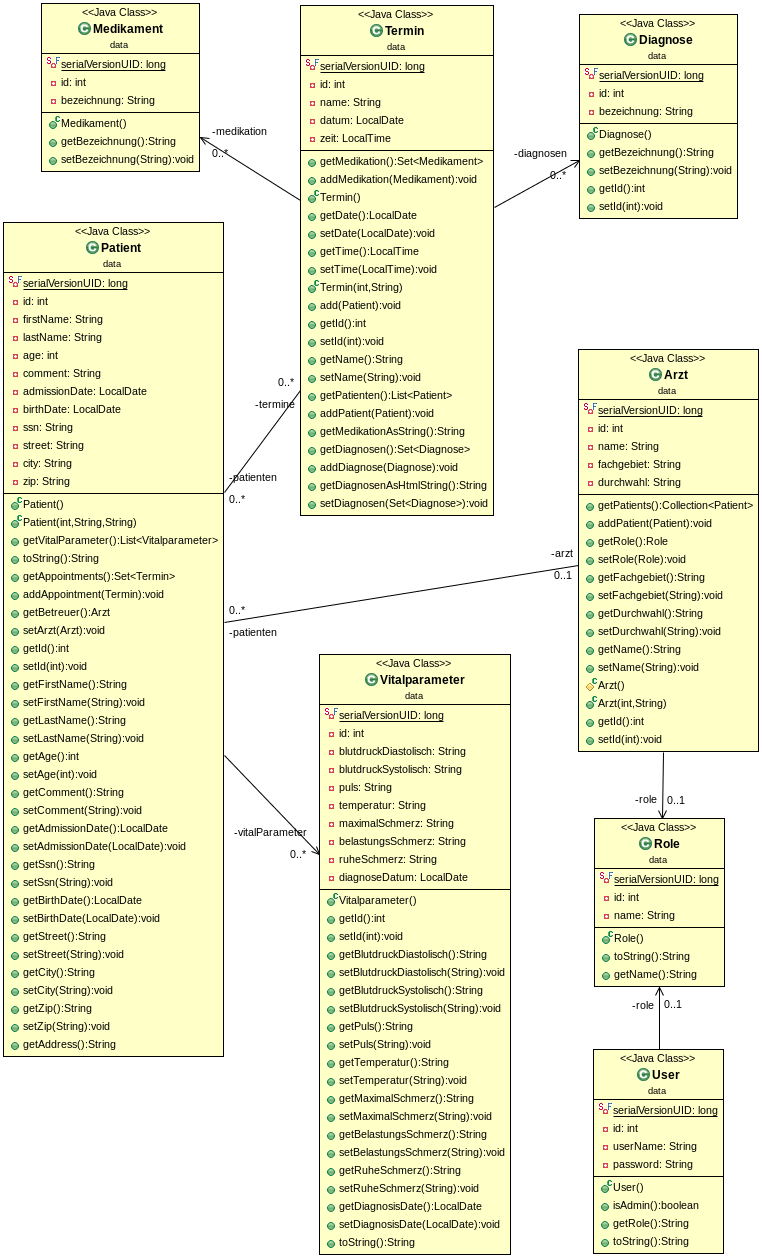 <<Java Class>>
Medikament
data
serialVersionUID: long
id: int
bezeichnung: String
Medikament()
getBezeichnung():String
setBezeichnung(String):void
<<Java Class>>
Termin
data
serialVersionUID: long
id: int
name: String
datum: LocalDate
zeit: LocalTime
getMedikation():Set<Medikament>
addMedikation(Medikament):void
Termin()
getDate():LocalDate
setDate(LocalDate):void
getTime():LocalTime
setTime(LocalTime):void
Termin(int,String)
add(Patient):void
getId():int
setId(int):void
getName():String
setName(String):void
getPatienten():List<Patient>
addPatient(Patient):void
getMedikationAsString():String
getDiagnosen():Set<Diagnose>
addDiagnose(Diagnose):void
getDiagnosenAsHtmlString():String
setDiagnosen(Set<Diagnose>):void
<<Java Class>>
Diagnose
data
serialVersionUID: long
id: int
bezeichnung: String
Diagnose()
getBezeichnung():String
setBezeichnung(String):void
getId():int
setId(int):void
-medikation
0..*
-diagnosen
0..*
<<Java Class>>
Patient
data
serialVersionUID: long
id: int
firstName: String
lastName: String
age: int
comment: String
admissionDate: LocalDate
birthDate: LocalDate
ssn: String
street: String
city: String
zip: String
Patient()
Patient(int,String,String)
getVitalParameter():List<Vitalparameter>
toString():String
getAppointments():Set<Termin>
addAppointment(Termin):void
getBetreuer():Arzt
setArzt(Arzt):void
getId():int
setId(int):void
getFirstName():String
setFirstName(String):void
getLastName():String
setLastName(String):void
getAge():int
setAge(int):void
getComment():String
setComment(String):void
getAdmissionDate():LocalDate
setAdmissionDate(LocalDate):void
getSsn():String
setSsn(String):void
getBirthDate():LocalDate
setBirthDate(LocalDate):void
getStreet():String
setStreet(String):void
getCity():String
setCity(String):void
getZip():String
setZip(String):void
getAddress():String
0..*
-termine
-patienten
0..*
-arzt
0..1
0..*
-patienten
<<Java Class>>
Arzt
data
serialVersionUID: long
id: int
name: String
fachgebiet: String
durchwahl: String
getPatients():Collection<Patient>
addPatient(Patient):void
getRole():Role
setRole(Role):void
getFachgebiet():String
setFachgebiet(String):void
getDurchwahl():String
setDurchwahl(String):void
getName():String
setName(String):void
Arzt()
Arzt(int,String)
getId():int
setId(int):void
-vitalParameter
0..*
<<Java Class>>
Vitalparameter
data
serialVersionUID: long
id: int
blutdruckDiastolisch: String
blutdruckSystolisch: String
puls: String
temperatur: String
maximalSchmerz: String
belastungsSchmerz: String
ruheSchmerz: String
diagnoseDatum: LocalDate
Vitalparameter()
getId():int
setId(int):void
getBlutdruckDiastolisch():String
setBlutdruckDiastolisch(String):void
getBlutdruckSystolisch():String
setBlutdruckSystolisch(String):void
getPuls():String
setPuls(String):void
getTemperatur():String
setTemperatur(String):void
getMaximalSchmerz():String
setMaximalSchmerz(String):void
getBelastungsSchmerz():String
setBelastungsSchmerz(String):void
getRuheSchmerz():String
setRuheSchmerz(String):void
getDiagnosisDate():LocalDate
setDiagnosisDate(LocalDate):void
toString():String
-role
0..1
<<Java Class>>
Role
data
serialVersionUID: long
id: int
name: String
Role()
toString():String
getName():String
-role
0..1
<<Java Class>>
User
data
serialVersionUID: long
id: int
userName: String
password: String
User()
isAdmin():boolean
getRole():String
toString():String